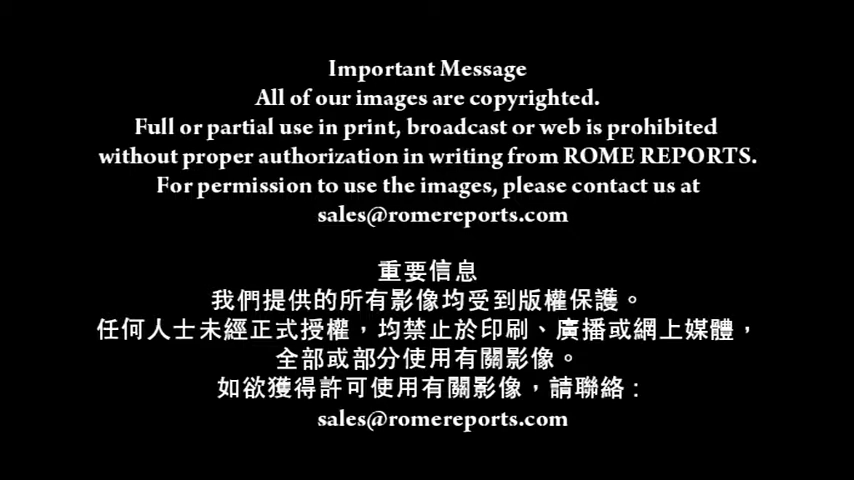 Important Message
All of our images are copyrighted.
Full or partial use in print, broadcast or web is prohibited
without proper authorization in writing from ROME REPORTS.
For permission to use the images, please contact us at
sales@romereports.com
重要信息
我們提供的所有影像均受到版權保護。
任何人士未經正式授權，均禁止於印刷、廣播或網上媒體，
全部或部分使用有關影像。
如欲獲得許可使用有關影像，請聯絡：
sales@romereports.com